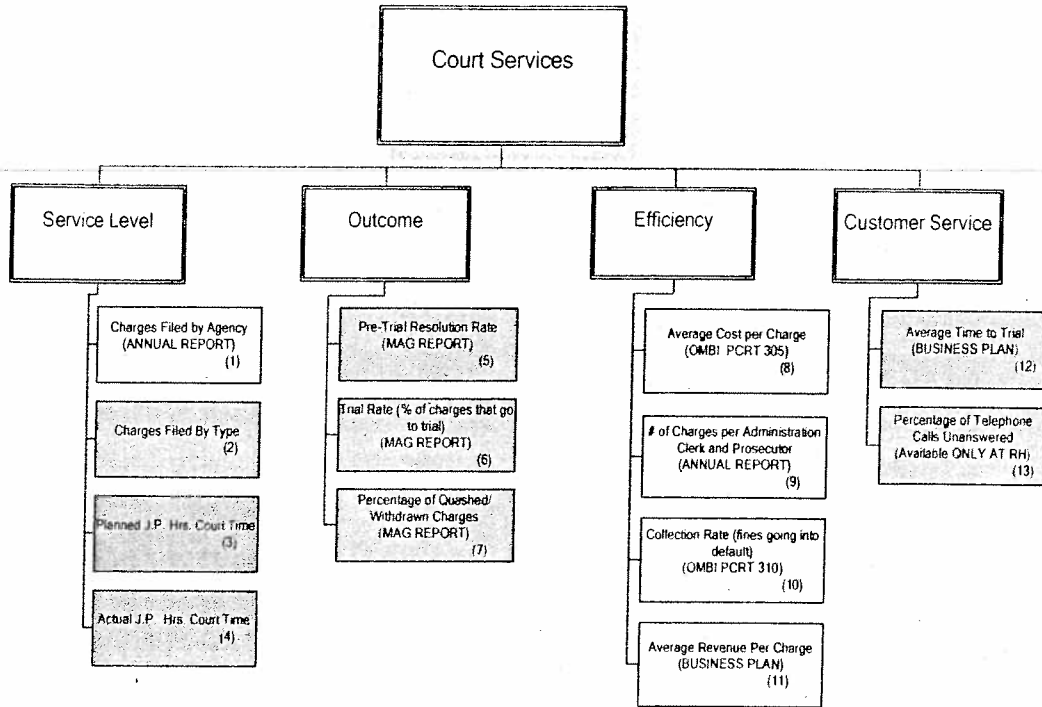 Court Services
Service Level
Outcome
Efficiency
Customer Service
Charges Filed by Agency
(ANNUAL REPORT)
(1)
Charges Filed By Type
(2)
Planned J.P. Hrs. Court Time
(3)
Actual J.P. Hrs. Court Time
(4)
Pre-Trial Resolution Rate
(MAG REPORT)
(5)
Trial Rate (% of charges that go
to trial)
(MAG REPORT)
(6)
Percentage of Quashed/
Withdrawn Charges
(MAG REPORT)
(7)
Average Cost per Charge
(OMBI PCRT 305)
(8)
# of Charges per Administration
Clerk and Prosecutor
(ANNUAL REPORT)
(9)
Collection Rate (fines going into
default)
(OMBI PCRT 310)
(10)
Average Revenue Per Charge
(BUSINESS PLAN)
(11)
Average Time to Trial
(BUSINESS PLAN)
(12)
Percentage of Telephone
Calls Unanswered
(Available ONLY AT RH)
(13)